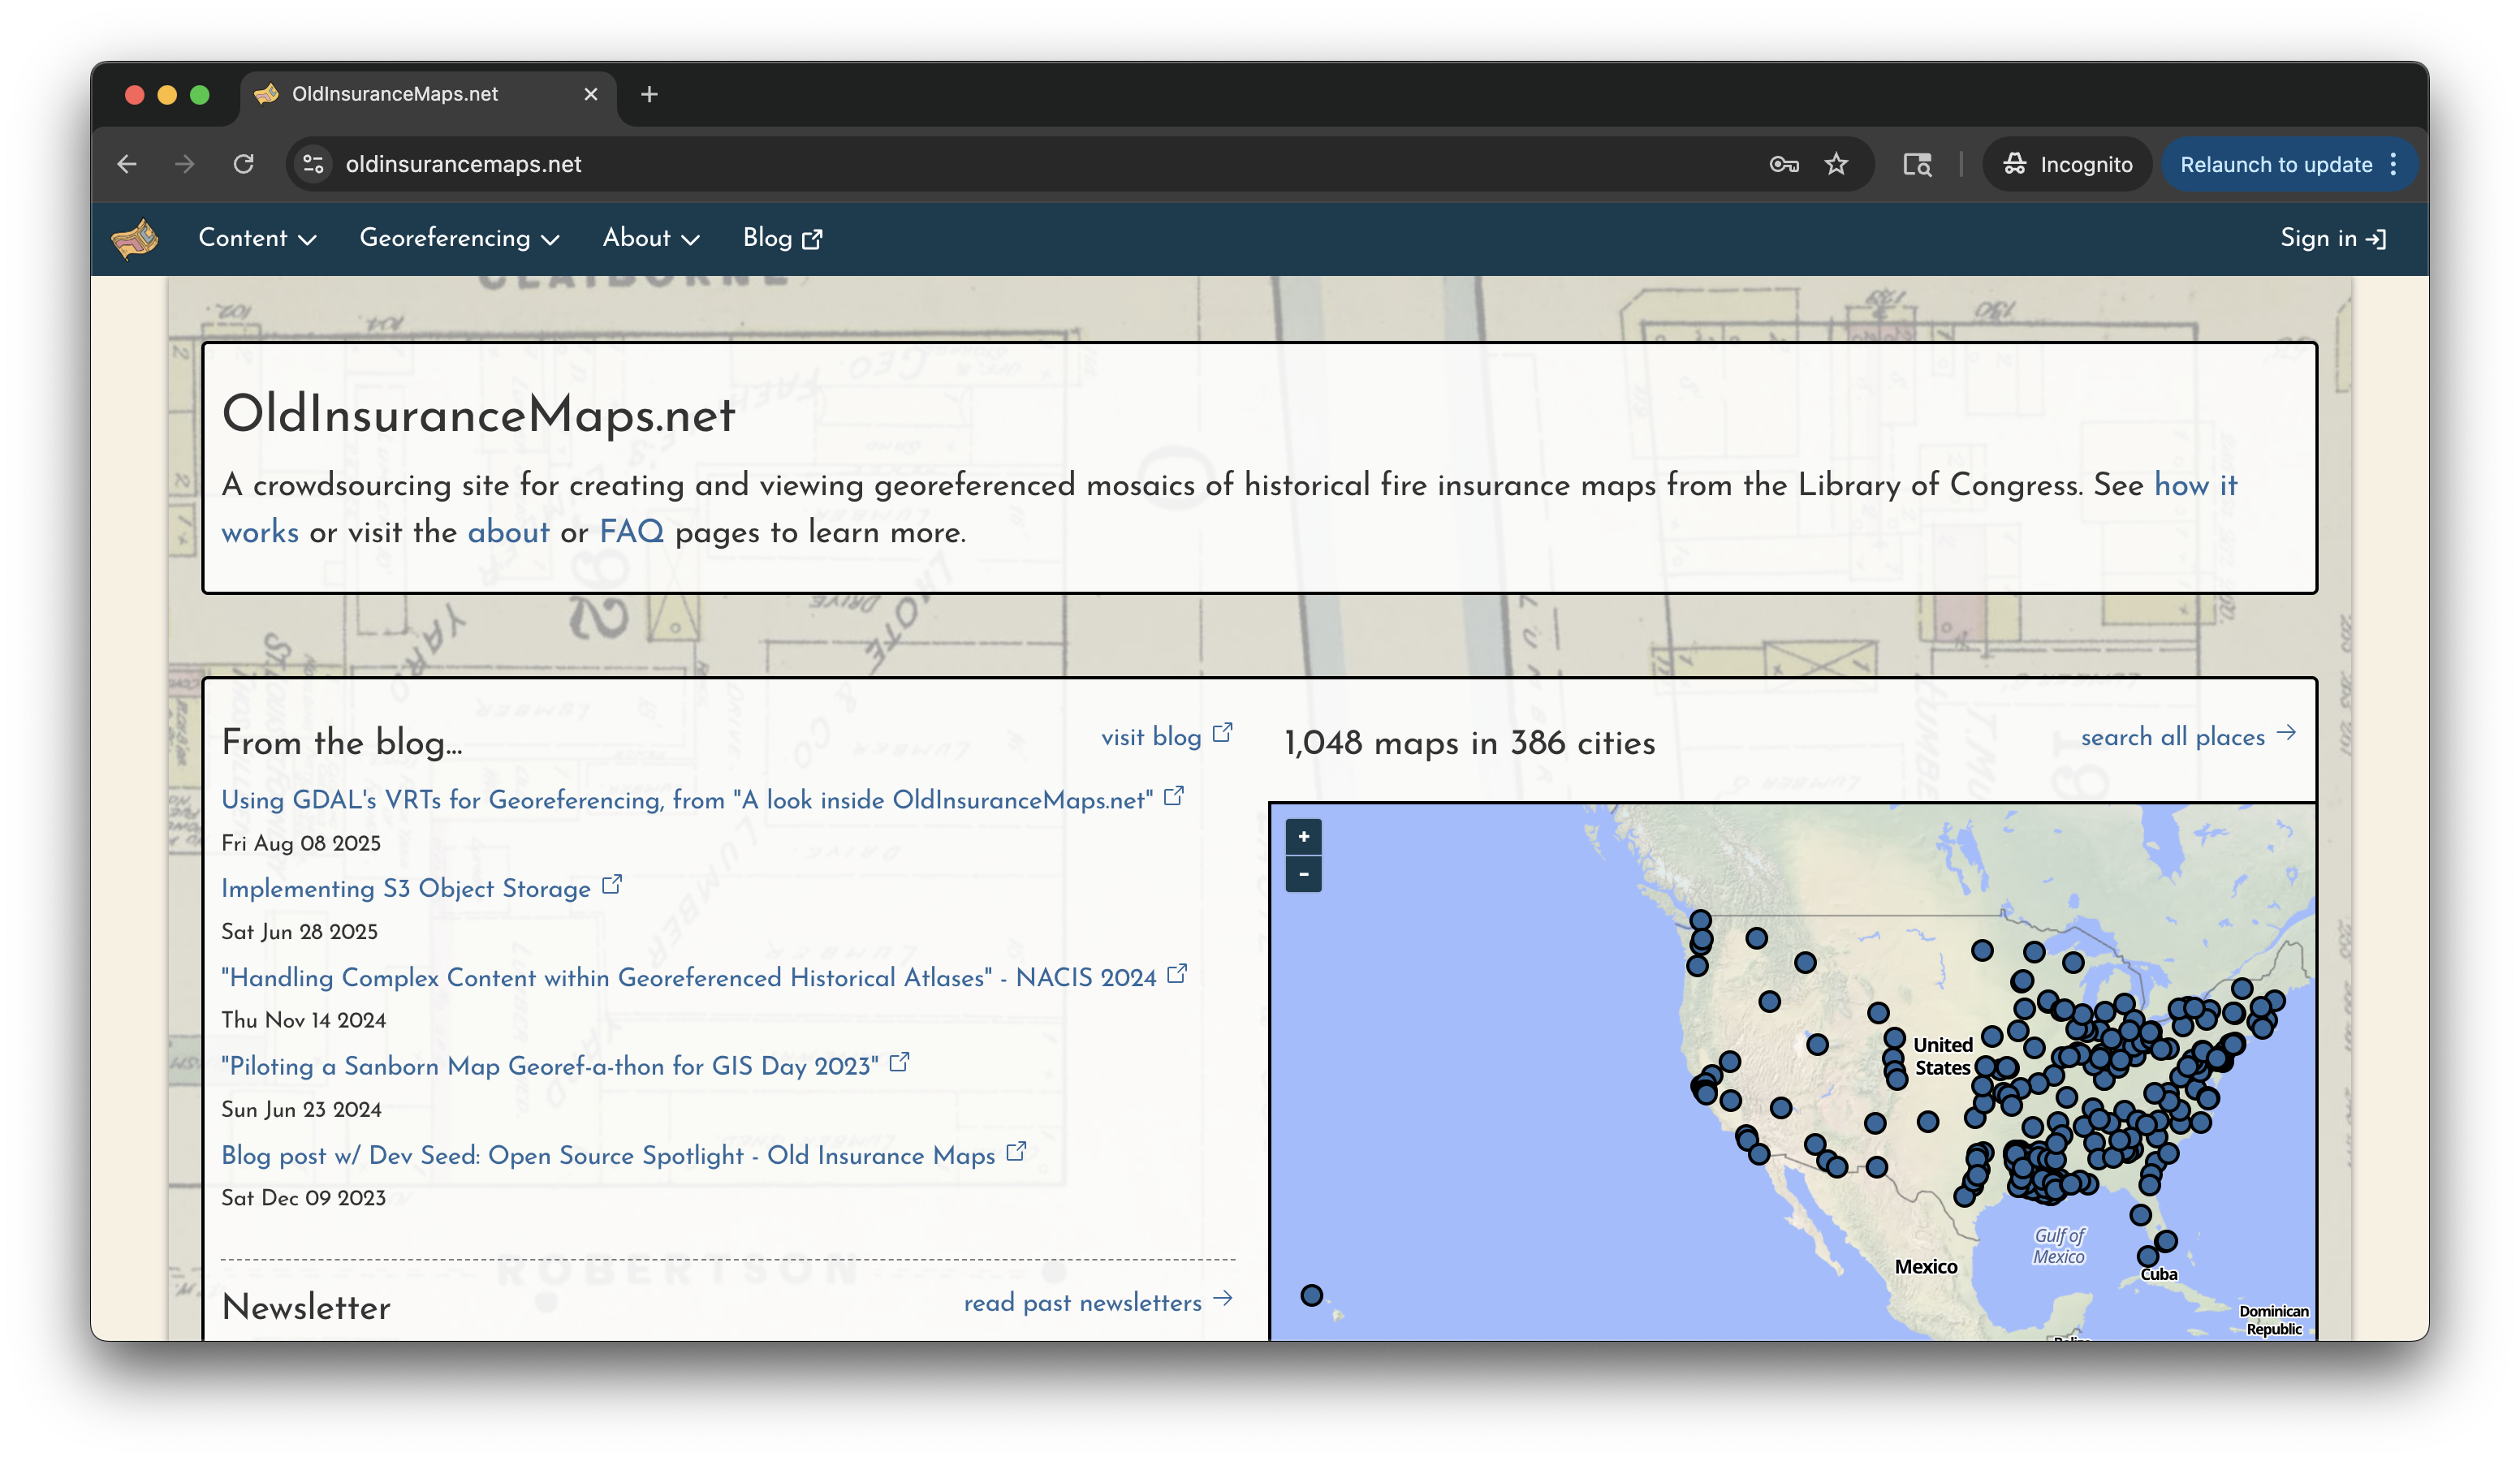 OldInsuranceMaps.net
oldinsurancemaps.net
Incognito
Relaunch to update
Content
Georeferencing
About
Blog
Sign in
CLAIBORNE
OldInsuranceMaps.net
A crowdsourcing site for creating and viewing georeferenced mosaics of historical fire insurance maps from the Library of Congress. See how it
works or visit the about or FAQ pages to learn more.
From the blog...
visit blog
Using GDAL's VRTs for Georeferencing, from "A look inside OldInsuranceMaps.net"
Fri Aug 08 2025
Implementing S3 Object Storage
Sat Jun 28 2025
"Handling Complex Content within Georeferenced Historical Atlases" - NACIS 2024
Thu Nov 14 2024
"Piloting a Sanborn Map Georef-a-thon for GIS Day 2023"
Sun Jun 23 2024
Blog post w/ Dev Seed: Open Source Spotlight - Old Insurance Maps
Sat Dec 09 2023
ROBERTSON
Newsletter
read past newsletters
1,048 maps in 386 cities
search all places
+
-
United
States
Gulf of
Mexico
Mexico
Cuba
Dominican
Republic